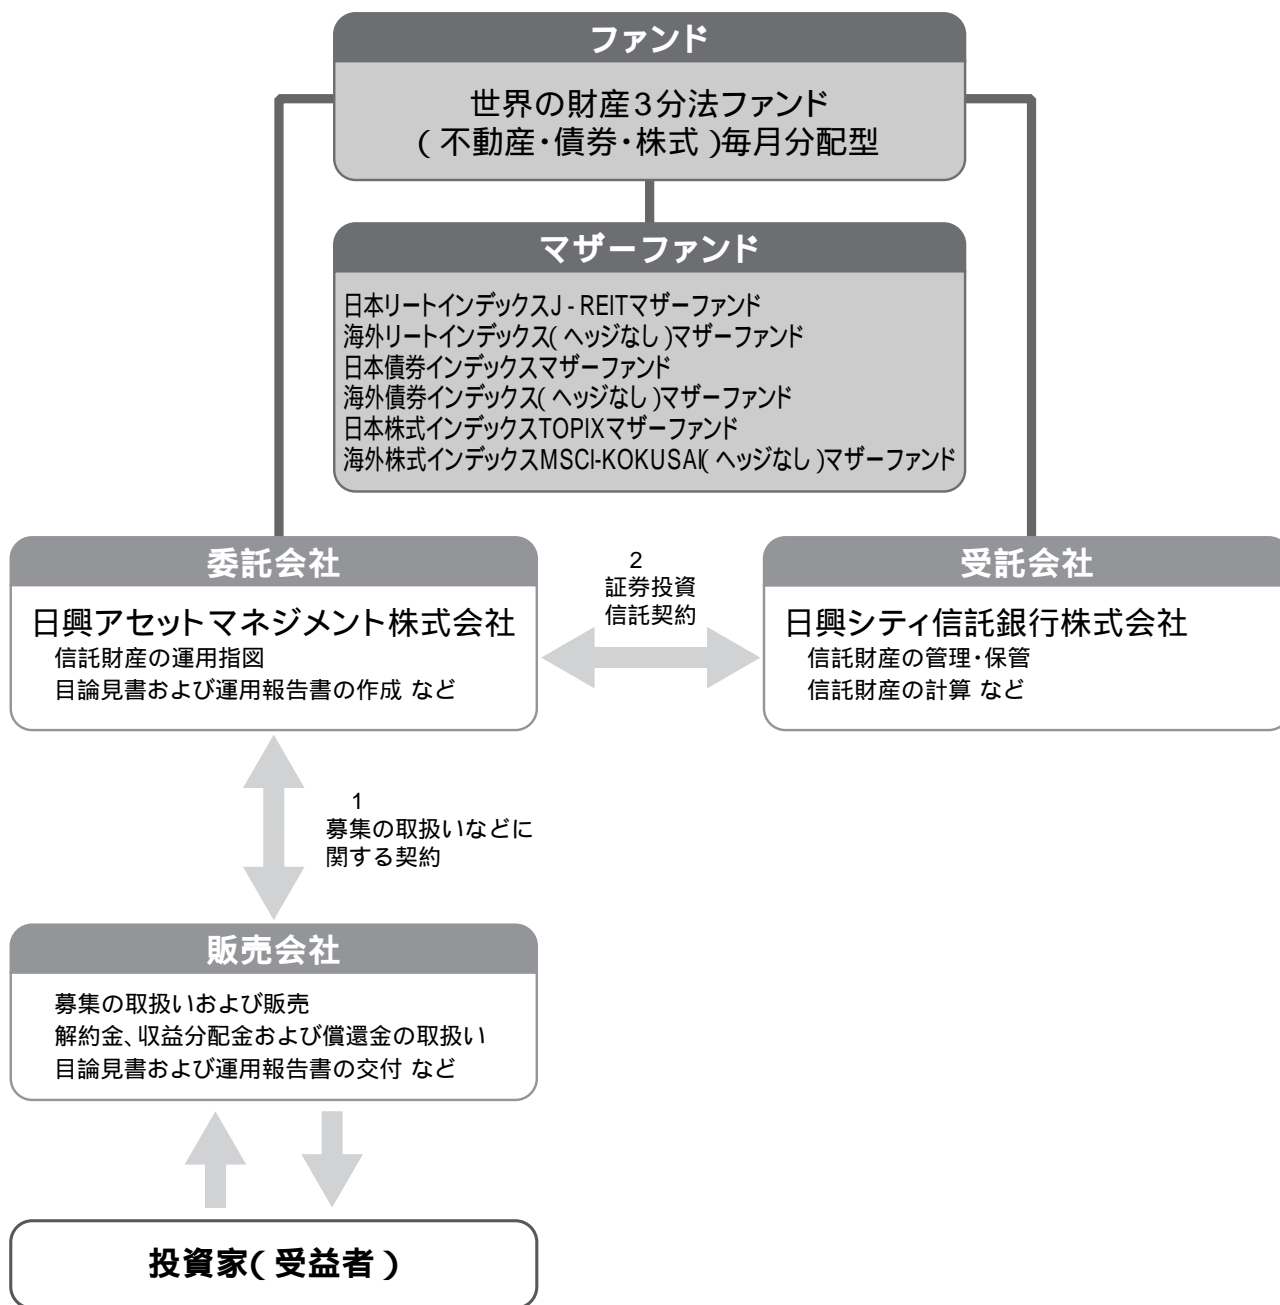 ファンド
世界の財産3分法ファンド
(不動産・債券・株式)毎月分配型
マザーファンド
日本リートインデックスJ-REITマザーファンド
海外リートインデックス(ヘッジなし)マザーファンド
日本債券インデックスマザーファンド
海外債券インデックス(ヘッジなし)マザーファンド
日本株式インデックスTOPIXマザーファンド
海外株式インデックスMSCI-KOKUSAI(ヘッジなし)マザーファンド
委託会社
日興アセットマネジメント株式会社
信託財産の運用指図
目論見書および運用報告書の作成 など
2
証券投資
信託契約
受託会社
日興シティ信託銀行株式会社
信託財産の管理・保管
信託財産の計算 など
1
募集の取扱いなどに
関する契約
販売会社
募集の取扱いおよび販売
解約金、収益分配金および償還金の取扱い
目論見書および運用報告書の交付 など
投資家(受益者)